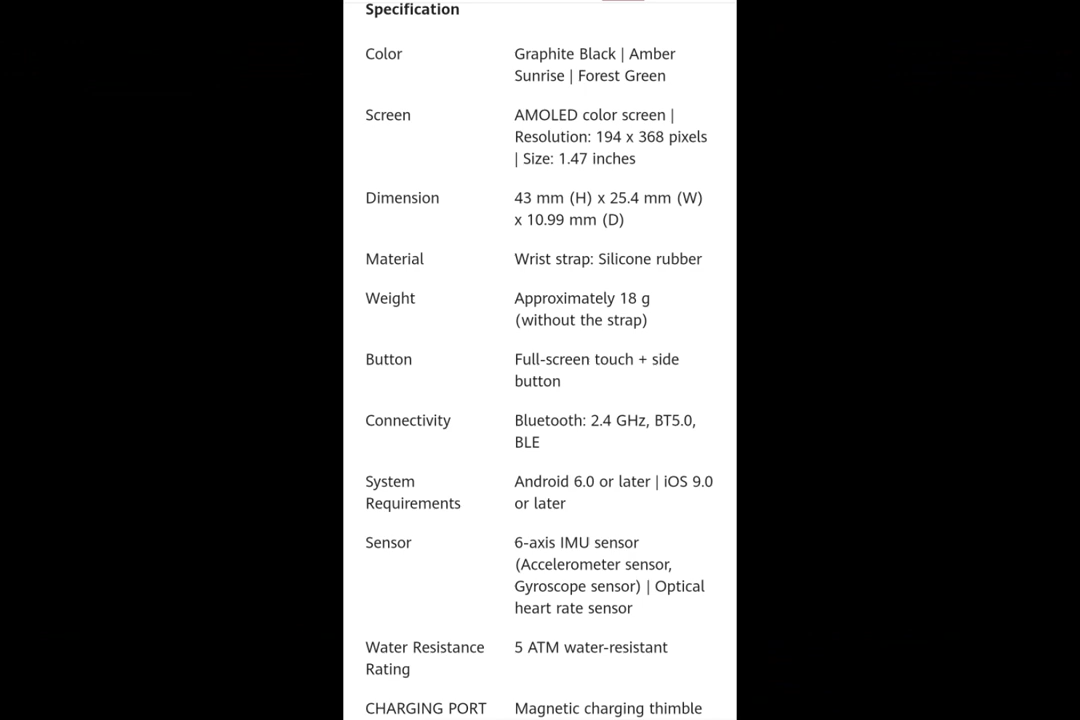 Specification
Color
Graphite Black | Amber
Sunrise | Forest Green
Screen
AMOLED color screen |
Resolution: 194 x 368 pixels
| Size: 1.47 inches
Dimension
43 mm (H) x 25.4 mm (W)
x 10.99 mm (D)
Material
Wrist strap: Silicone rubber
Weight
Approximately 18 g
(without the strap)
Button
Full-screen touch + side
button
Connectivity
Bluetooth: 2.4 GHz, BT5.0,
BLE
System
Requirements
Android 6.0 or later | iOS 9.0
or later
Sensor
6-axis IMU sensor
(Accelerometer sensor,
Gyroscope sensor) | Optical
heart rate sensor
Water Resistance
Rating
5 ATM water-resistant
CHARGING PORT
Magnetic charging thimble